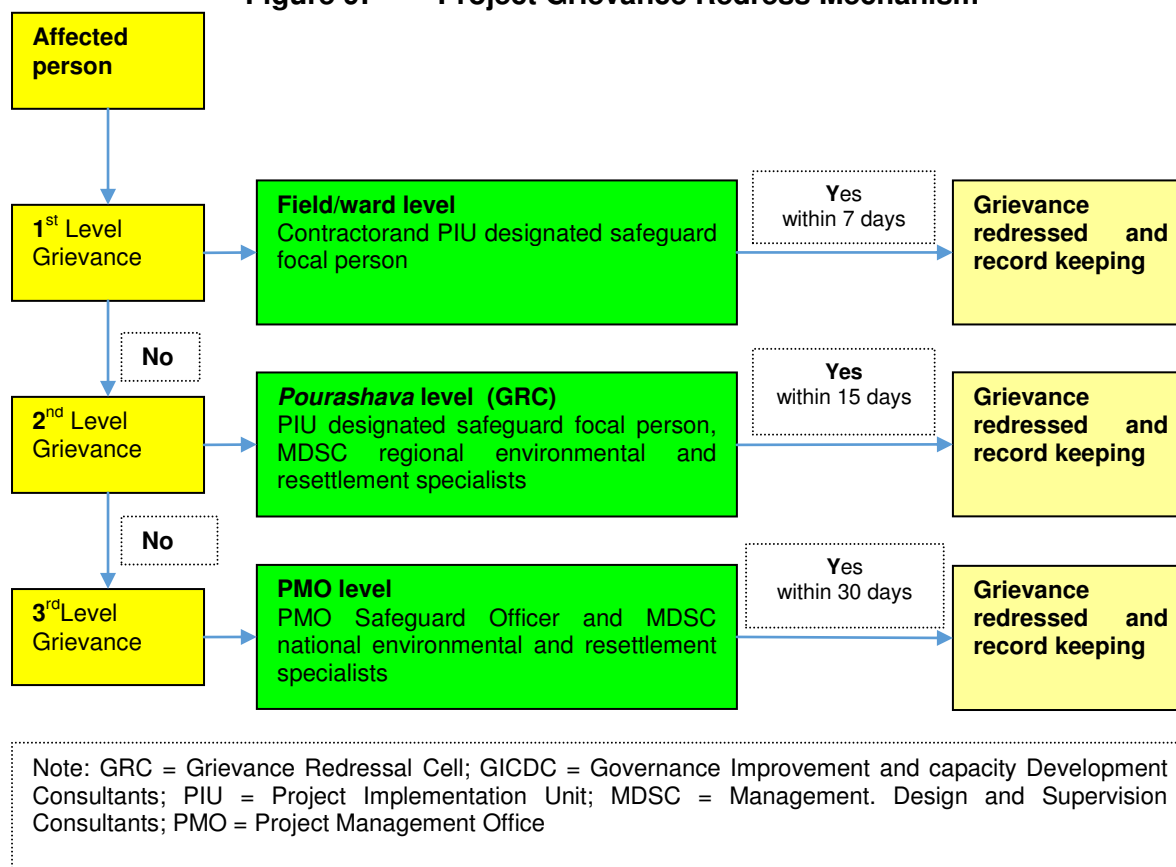 Project Grievance Redress Mechanism
Affected
person
1st Level
Grievance
Field/ward level
Contractorand PIU designated safeguard
focal person
Yes
within 7 days
Grievance
redressed and
record keeping
No
2nd Level
Grievance
Pourashava level (GRC)
PIU designated safeguard focal person,
MDSC regional environmental and
resettlement specialists
Yes
within 15 days
Grievance
redressed and
record keeping
No
3rdLevel
Grievance
PMO level
PMO Safeguard Officer and MDSC
national environmental and resettlement
specialists
Yes
within 30 days
Grievance
redressed and
record keeping
Note: GRC = Grievance Redressal Cell; GICDC = Governance Improvement and capacity Development
Consultants; PIU = Project Implementation Unit; MDSC = Management. Design and Supervision
Consultants; PMO = Project Management Office